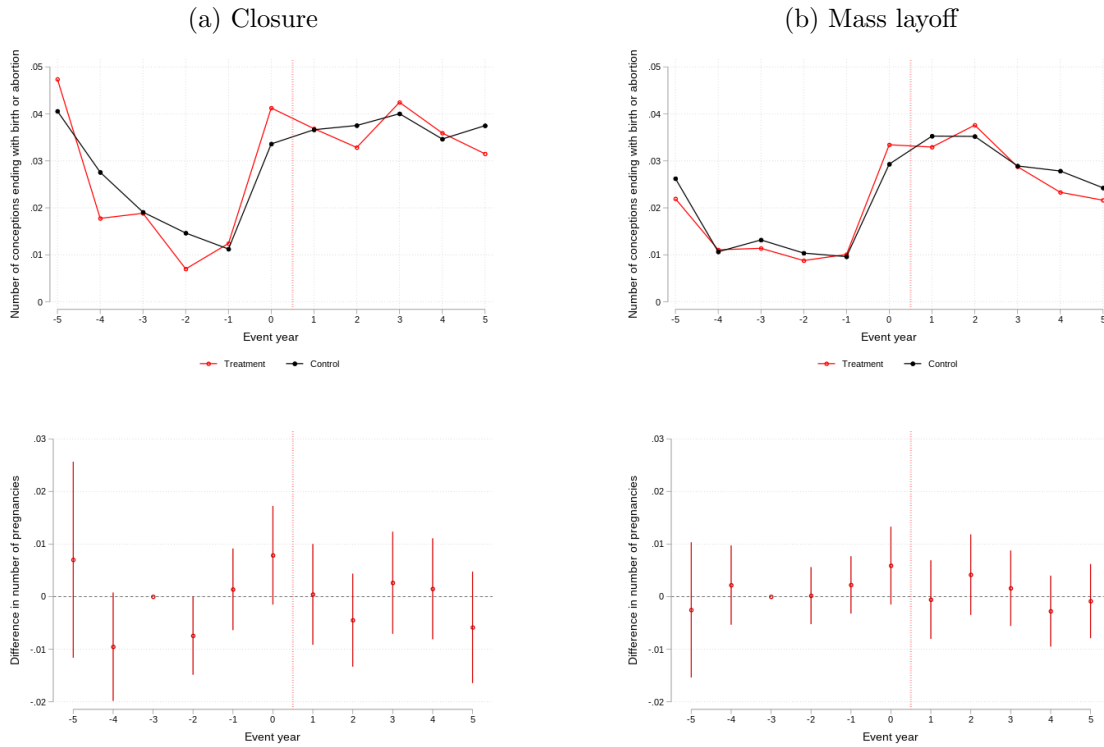 (a) Closure
Number of conceptions ending with birth or abortion
.05
.04
.03
.02
.01
0
-5 -4 -3 -2 -1 0 1 2 3 4 5
Event year
Treatment Control
(b) Mass layoff
Number of conceptions ending with birth or abortion
.05
.04
.03
.02
.01
0
-5 -4 -3 -2 -1 0 1 2 3 4 5
Event year
Treatment Control
Difference in number of pregnancies
.03
.02
.01
0
-.01
-.02
-5 -4 -3 -2 -1 0 1 2 3 4 5
Event year
Difference in number of pregnancies
.03
.02
.01
0
-.01
-.02
-5 -4 -3 -2 -1 0 1 2 3 4 5
Event year